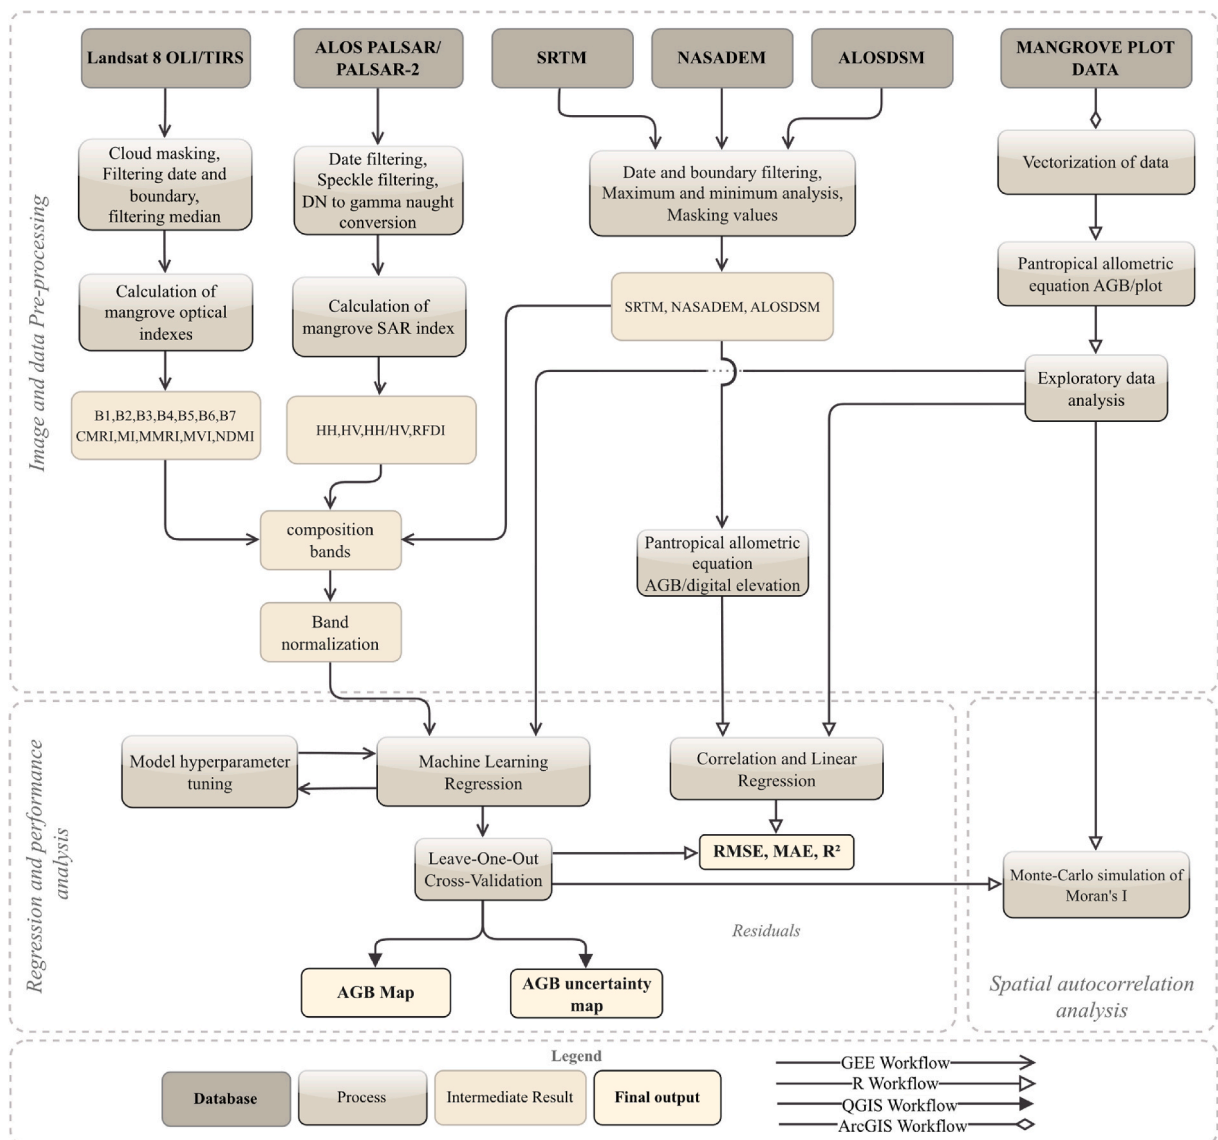 Landsat 8 OLI/TIRS
ALOS PALSAR/
PALSAR-2
SRTM
NASADEM
ALOSDSM
MANGROVE PLOT
DATA
Cloud masking,
Filtering date and
boundary,
filtering median
Date filtering,
Speckle filtering,
DN to gamma naught
conversion
Date and boundary filtering,
Maximum and minimum analysis,
Masking values
Vectorization of data
Image and data Pre-processing
Calculation of
mangrove optical
indexes
Calculation of
mangrove SAR index
SRTM, NASADEM, ALOSDSM
Pantropical allometric
equation AGB/plot
Exploratory data
analysis
B1,B2,B3,B4,B5,B6,B7
CMRI,MI,MMRI,MVI,NDMI
HH,HV,HH/HV,RFDI
composition
bands
Pantropical allometric
equation
AGB/digital elevation
Band
normalization
Regression and performance
analysis
Model hyperparameter
tuning
Machine Learning
Regression
Correlation and Linear
Regression
Leave-One-Out
Cross-Validation
RMSE, MAE, R²
Monte-Carlo simulation of
Moran's I
Residuals
AGB Map
AGB uncertainty
map
Spatial autocorrelation
analysis
Legend
Database
Process
Intermediate Result
Final output
GEE Workflow
R Workflow
QGIS Workflow
ArcGIS Workflow